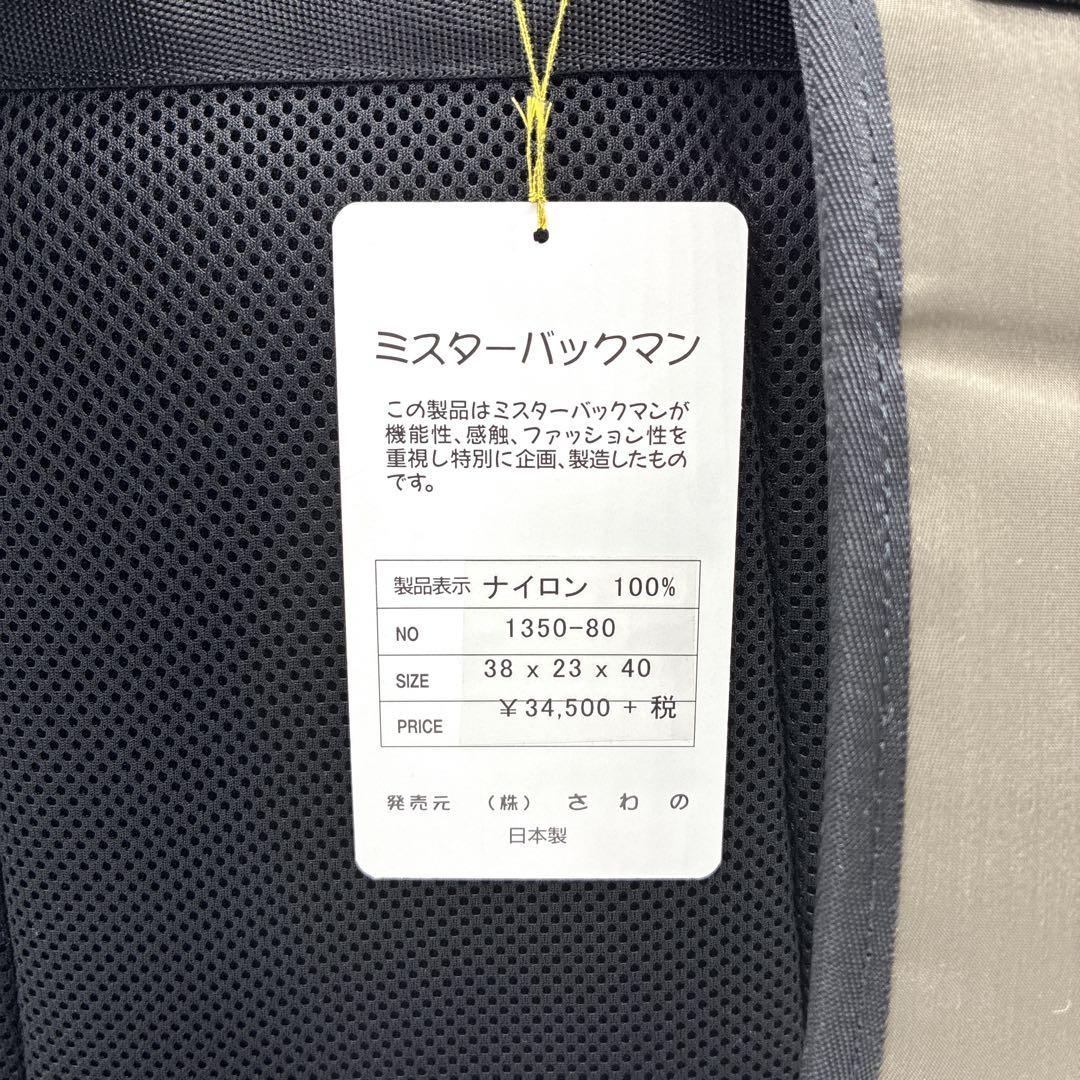 ミスターバックマン
この製品はミスターバックマンが
機能性、感触、ファッション性を
重視し特別に企画、製造したもの
です。
製品表示 ナイロン 100%
NO 1350-80
SIZE 38 x 23 x 40
PRICE ￥34,500 + 税
発売元 （株） さわの
日本製